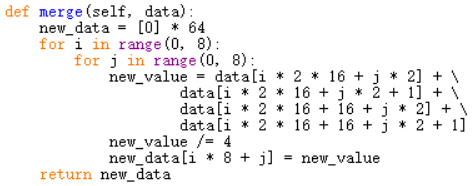 def merge(self, data):
    new_data = [0] * 64
    for i in range(0, 8):
        for j in range(0, 8):
            new_value = data[i * 2 * 16 + j * 2] + \
                    data[i * 2 * 16 + j * 2 + 1] + \
                    data[i * 2 * 16 + 16 + j * 2] + \
                    data[i * 2 * 16 + 16 + j * 2 + 1]
            new_value /= 4
            new_data[i * 8 + j] = new_value
    return new_data